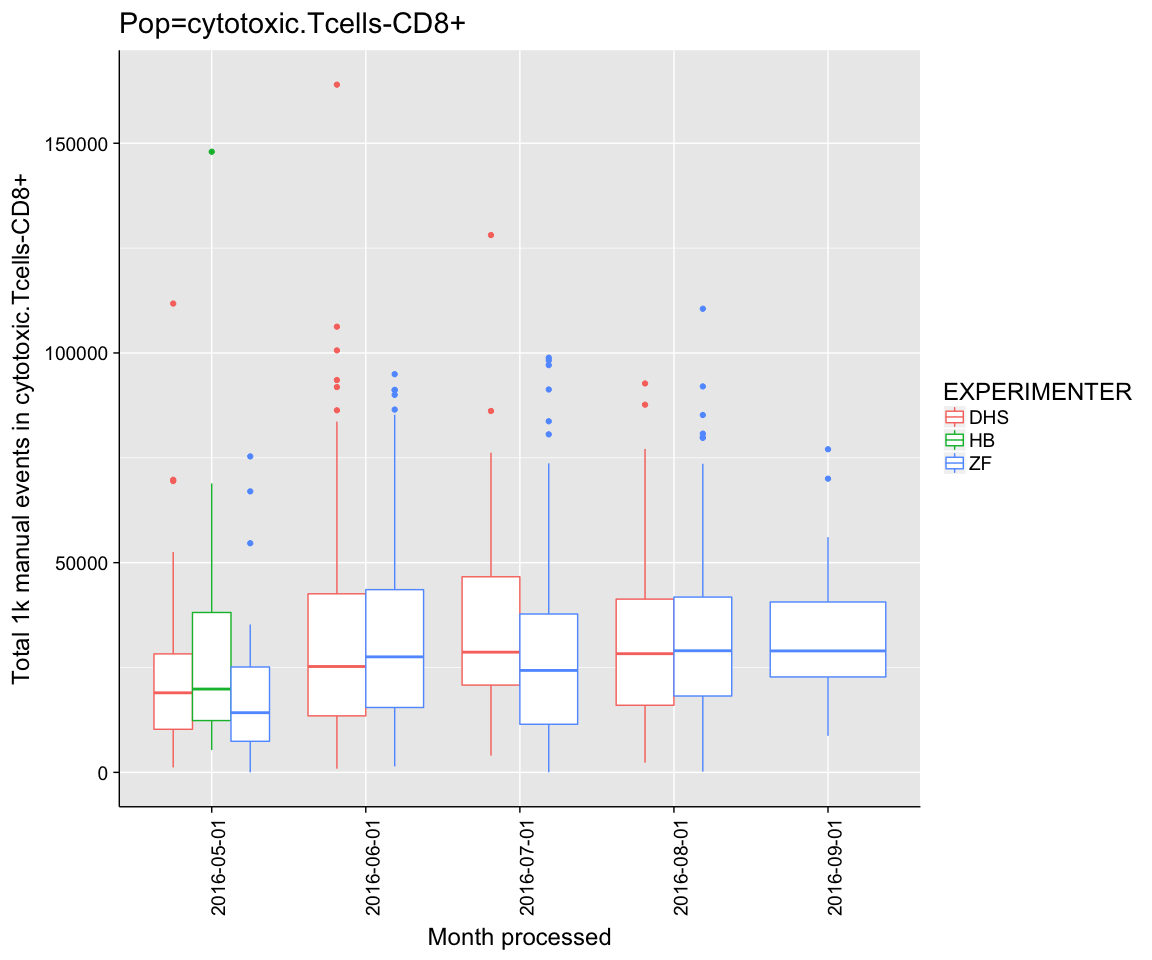 Pop=cytotoxic.Tcells-CD8+
Total 1k manual events in cytotoxic.Tcells-CD8+
150000
100000
50000
0
2016-05-01
2016-06-01
2016-07-01
2016-08-01
2016-09-01
Month processed
EXPERIMENTER
DHS
HB
ZF